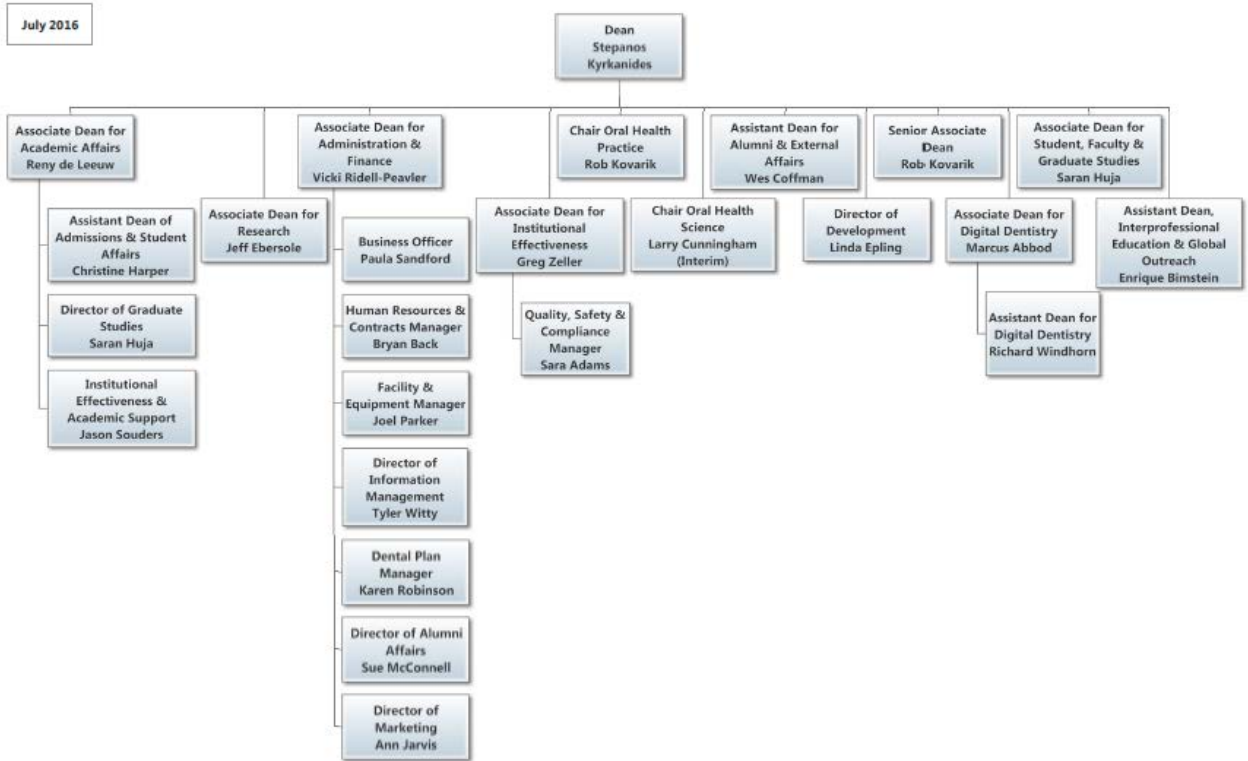 July 2016
Dean
Stepanos
Kyrkanides
Associate Dean for
Academic Affairs
Reny de Leeuw
Assistant Dean of
Admissions & Student
Affairs
Christine Harper
Director of Graduate
Studies
Saran Huja
Institutional
Effectiveness &
Academic Support
Jason Souders
Associate Dean for
Research
Jeff Ebersole
Associate Dean for
Administration &
Finance
Vicki Ridell-Peavler
Business Officer
Paula Sandford
Human Resources &
Contracts Manager
Bryan Back
Facility &
Equipment Manager
Joel Parker
Director of
Information
Management
Tyler Witty
Dental Plan
Manager
Karen Robinson
Director of Alumni
Affairs
Sue McConnell
Director of
Marketing
Ann Jarvis
Associate Dean for
Institutional
Effectiveness
Greg Zeller
Quality, Safety &
Compliance
Manager
Sara Adams
Chair Oral Health
Practice
Rob Kovarik
Chair Oral Health
Science
Larry Cunningham
(Interim)
Assistant Dean for
Alumni & External
Affairs
Wes Coffman
Director of
Development
Linda Epling
Senior Associate
Dean
Rob Kovarik
Associate Dean for
Digital Dentistry
Marcus Abbod
Assistant Dean for
Digital Dentistry
Richard Windhorn
Associate Dean for
Student, Faculty &
Graduate Studies
Saran Huja
Assistant Dean,
Interprofessional
Education & Global
Outreach
Enrique Bimstein